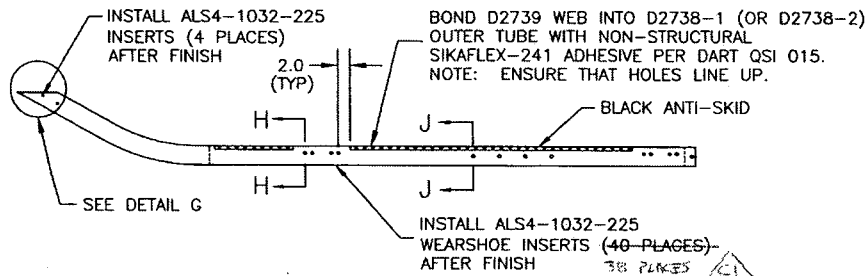 INSTALL ALS4-1032-225
INSERTS (4 PLACES)
AFTER FINISH
BOND D2739 WEB INTO D2738-1 (OR D2738-2)
OUTER TUBE WITH NON-STRUCTURAL
SIKAFLEX-241 ADHESIVE PER DART QSI 015.
NOTE: ENSURE THAT HOLES LINE UP.
2.0
(TYP)
BLACK ANTI-SKID
H
J
H
J
SEE DETAIL G
INSTALL ALS4-1032-225
WEARSHOE INSERTS (40 PLACES)
38 PLACES
AFTER FINISH